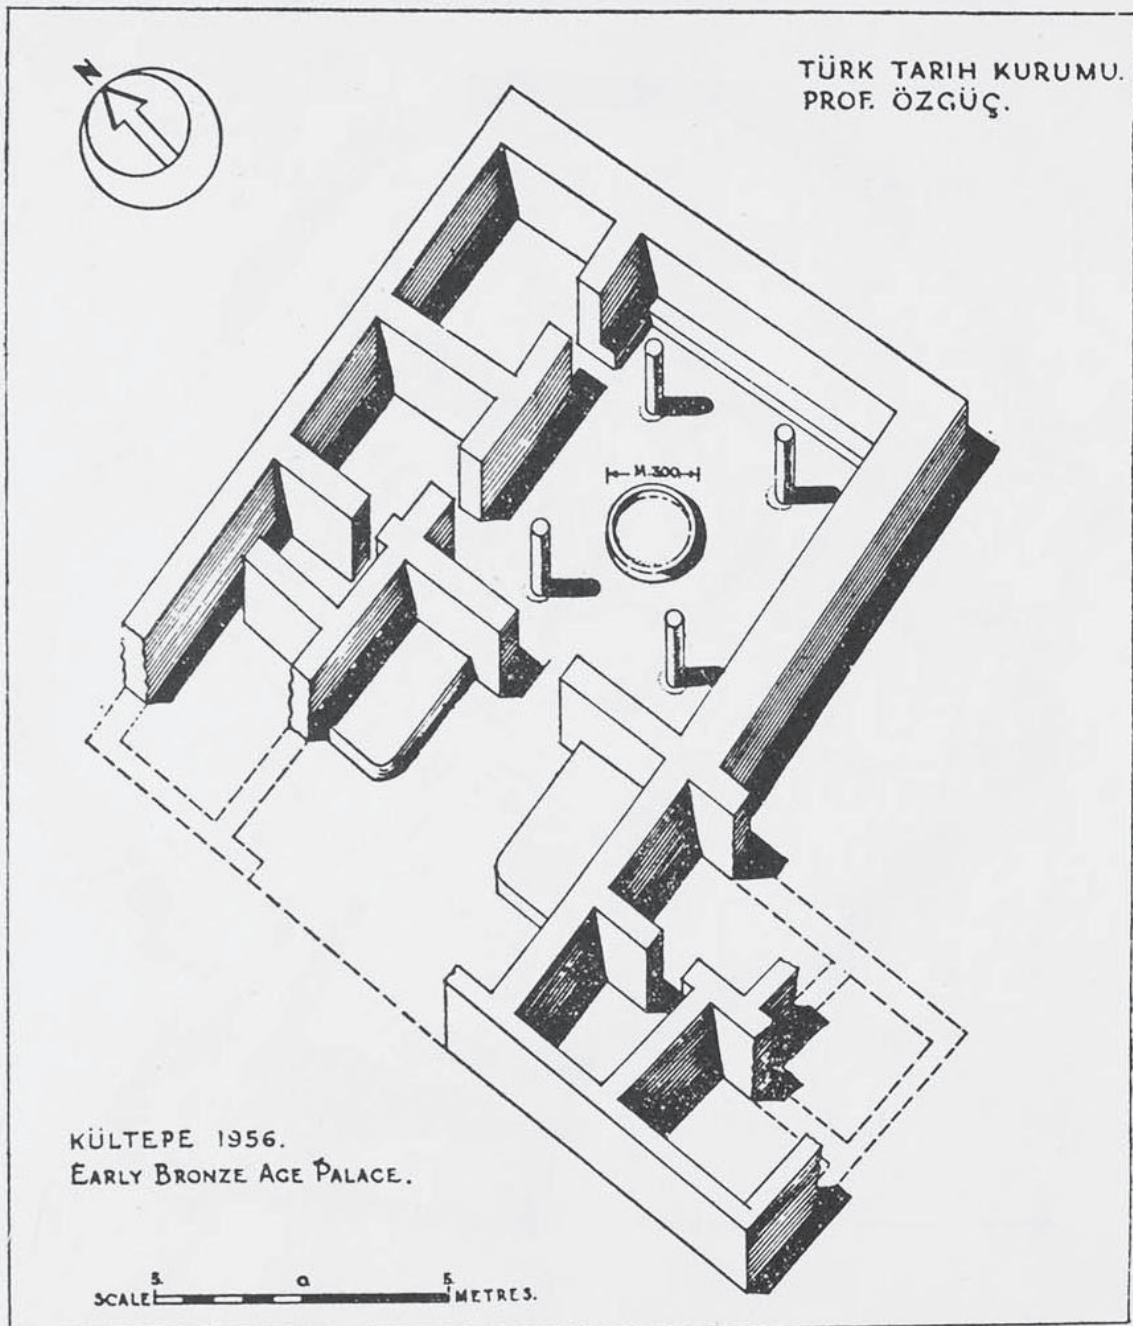 N
TÜRK TARIH KURUMU.
PROF. ÖZGÜÇ.
M.300
KÜLTEPE 1956.
EARLY BRONZE AGE PALACE.
5. 0 5.
SCALE METRES.